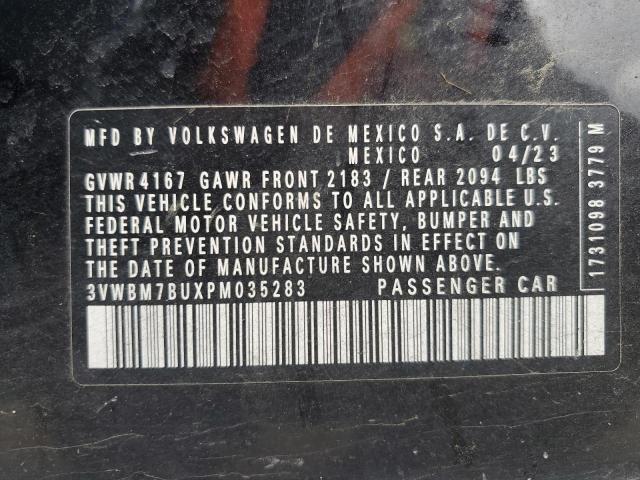 MFD BY VOLKSWAGEN DE MEXICO S.A. DE C.V.
MEXICO 04/23
GVWR 4167 GAWR FRONT 2183 / REAR 2094 LBS
THIS VEHICLE CONFORMS TO ALL APPLICABLE U.S.
FEDERAL MOTOR VEHICLE SAFETY, BUMPER AND
THEFT PREVENTION STANDARDS IN EFFECT ON
THE DATE OF MANUFACTURE SHOWN ABOVE.
3VWBM7BUXPM035283 PASSENGER CAR
1731098 3779 M